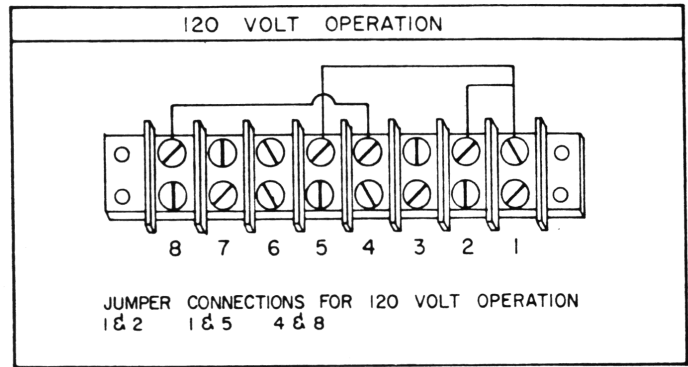 120 VOLT OPERATION
8 7 6 5 4 3 2 1
JUMPER CONNECTIONS FOR 120 VOLT OPERATION
1 & 2 1 & 5 4 & 8